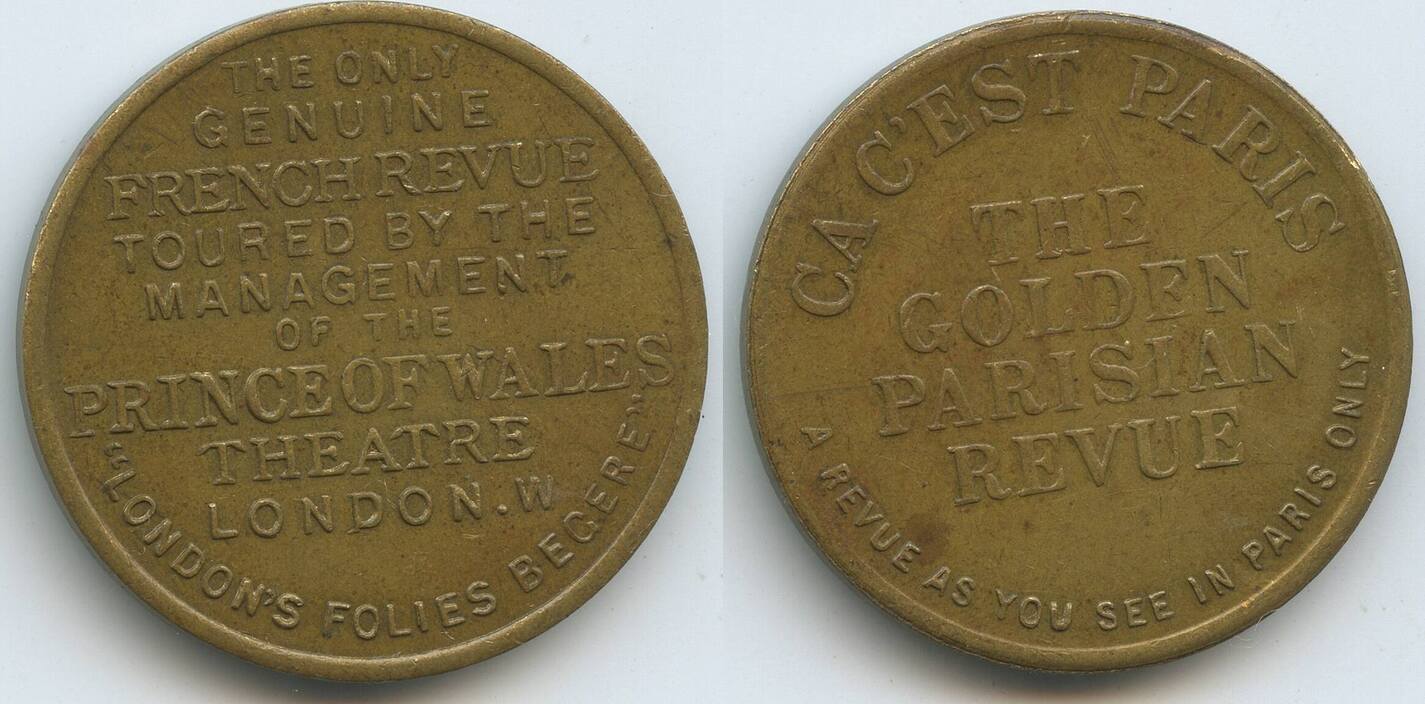 THE ONLY
GENUINE
FRENCH REVUE
TOURED BY THE
MANAGEMENT
OF THE
PRINCE OF WALES
THEATRE
LONDON.W
"LONDON'S FOLIES BEGERE"
CA C'EST PARIS
THE
GOLDEN
PARISIAN
REVUE
A REVUE AS YOU SEE IN PARIS ONLY